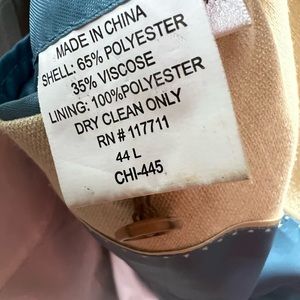 MADE IN CHINA
SHELL: 65% POLYESTER
35% VISCOSE
LINING: 100%POLYESTER
DRY CLEAN ONLY
RN # 117711
44 L
CHI-445